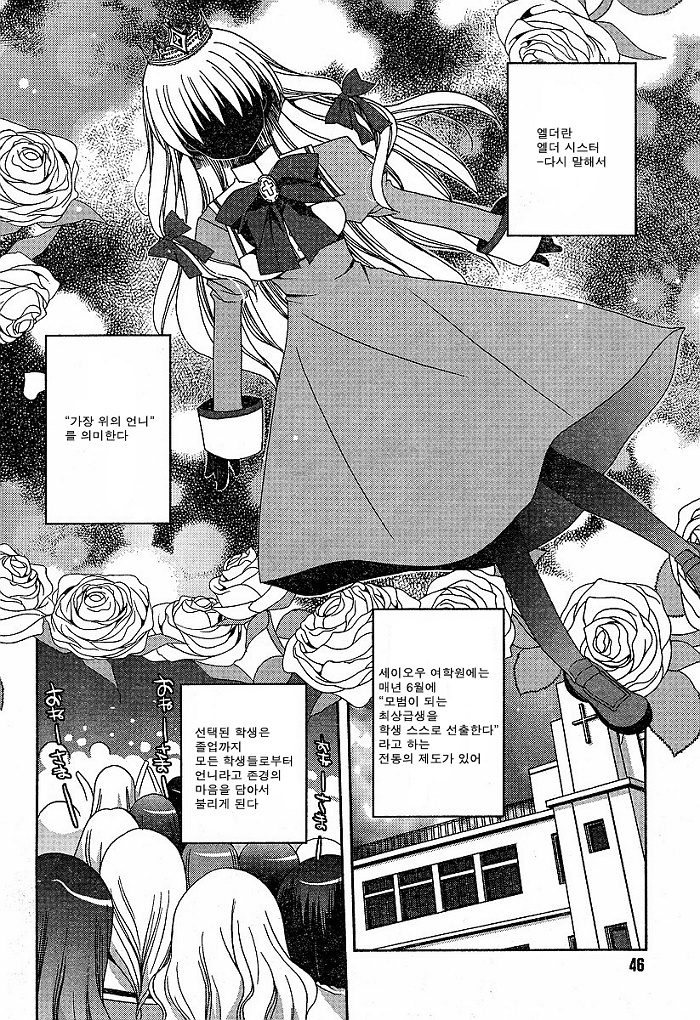 엘더란
엘더 시스터
-다시 말해서
"가장 위의 언니"
를 의미한다
세이오우 여학원에는
매년 6월에
"모범이 되는
최상급생을
학생 스스로 선출한다"
라고 하는
전통의 제도가 있어
선택된 학생은
졸업까지
모든 학생들로부터
언니라고 존경의
마음을 담아서
불리게 된다
46